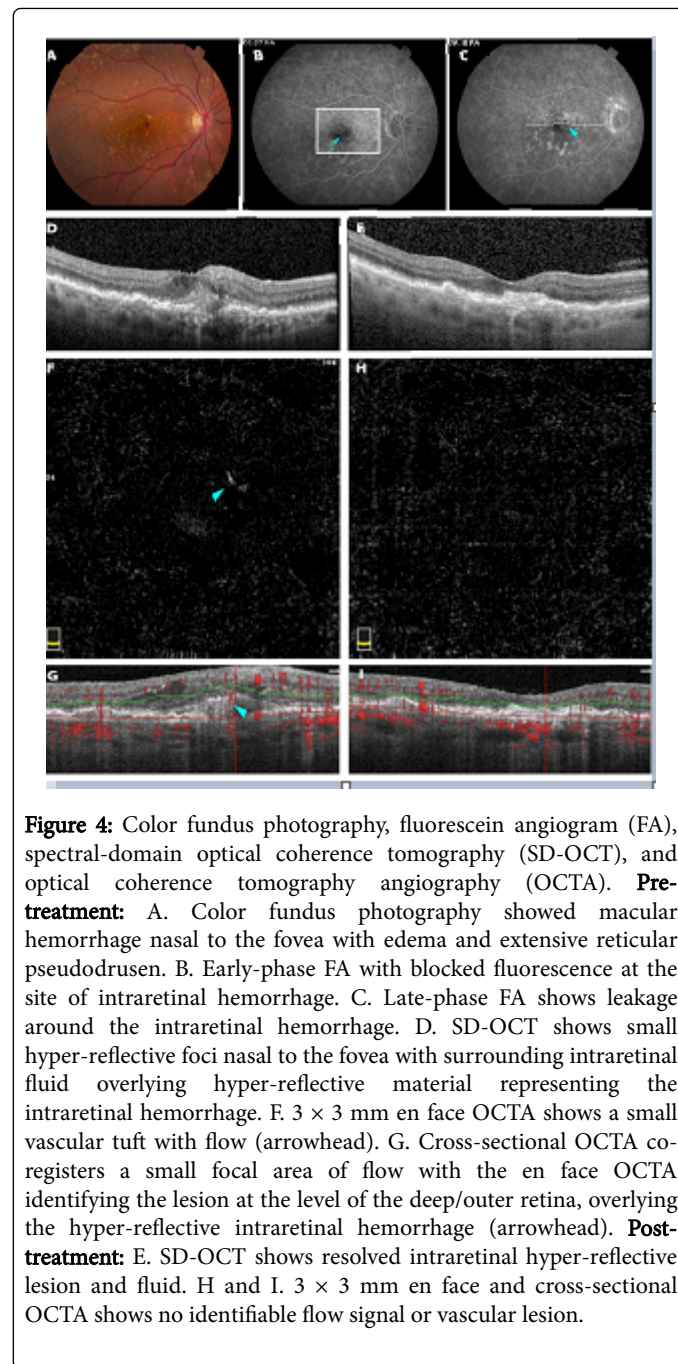 A
B
C
D
E
F
H
G
I
Figure 4: Color fundus photography, fluorescein angiogram (FA),
spectral-domain optical coherence tomography (SD-OCT), and
optical coherence tomography angiography (OCTA). Pre-
treatment: A. Color fundus photography showed macular
hemorrhage nasal to the fovea with edema and extensive reticular
pseudodrusen. B. Early-phase FA with blocked fluorescence at the
site of intraretinal hemorrhage. C. Late-phase FA shows leakage
around the intraretinal hemorrhage. D. SD-OCT shows small
hyper-reflective foci nasal to the fovea with surrounding intraretinal
fluid overlying hyper-reflective material representing the
intraretinal hemorrhage. F. 3 × 3 mm en face OCTA shows a small
vascular tuft with flow (arrowhead). G. Cross-sectional OCTA co-
registers a small focal area of flow with the en face OCTA
identifying the lesion at the level of the deep/outer retina, overlying
the hyper-reflective intraretinal hemorrhage (arrowhead). Post-
treatment: E. SD-OCT shows resolved intraretinal hyper-reflective
lesion and fluid. H and I. 3 × 3 mm en face and cross-sectional
OCTA shows no identifiable flow signal or vascular lesion.